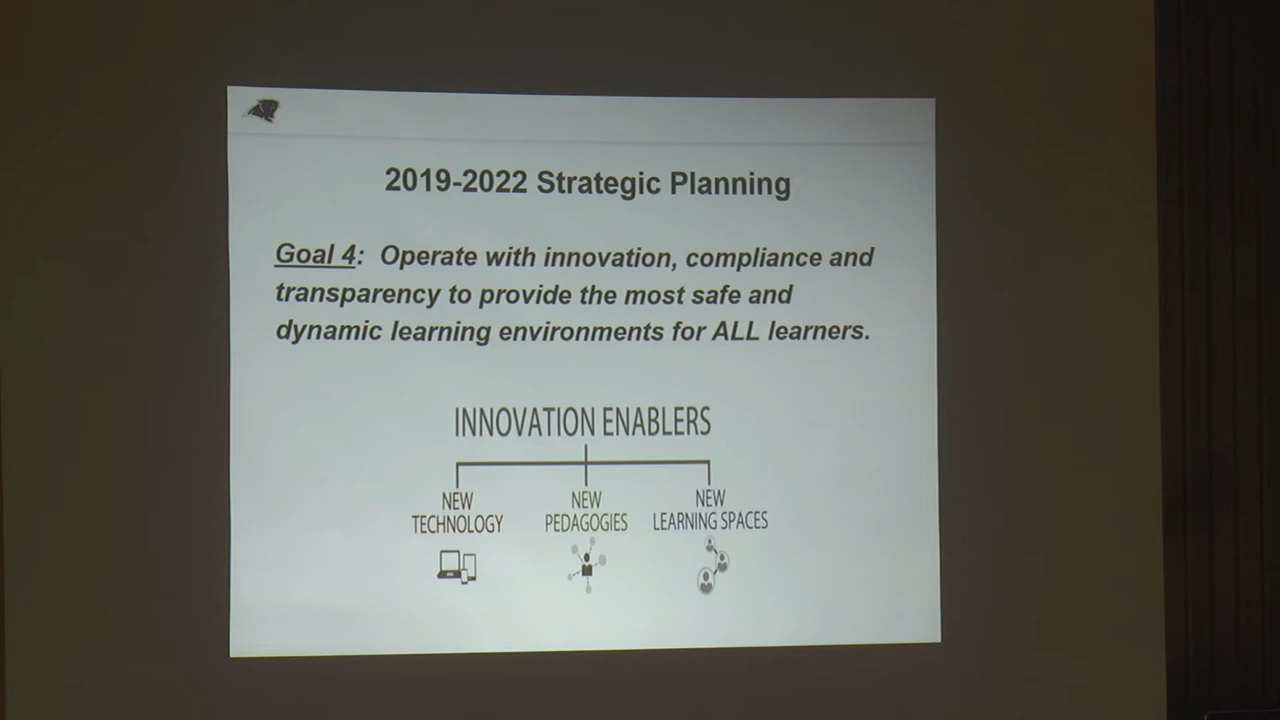 2019-2022 Strategic Planning
Goal 4: Operate with innovation, compliance and
transparency to provide the most safe and
dynamic learning environments for ALL learners.
INNOVATION ENABLERS
NEW
TECHNOLOGY
NEW
PEDAGOGIES
NEW
LEARNING SPACES